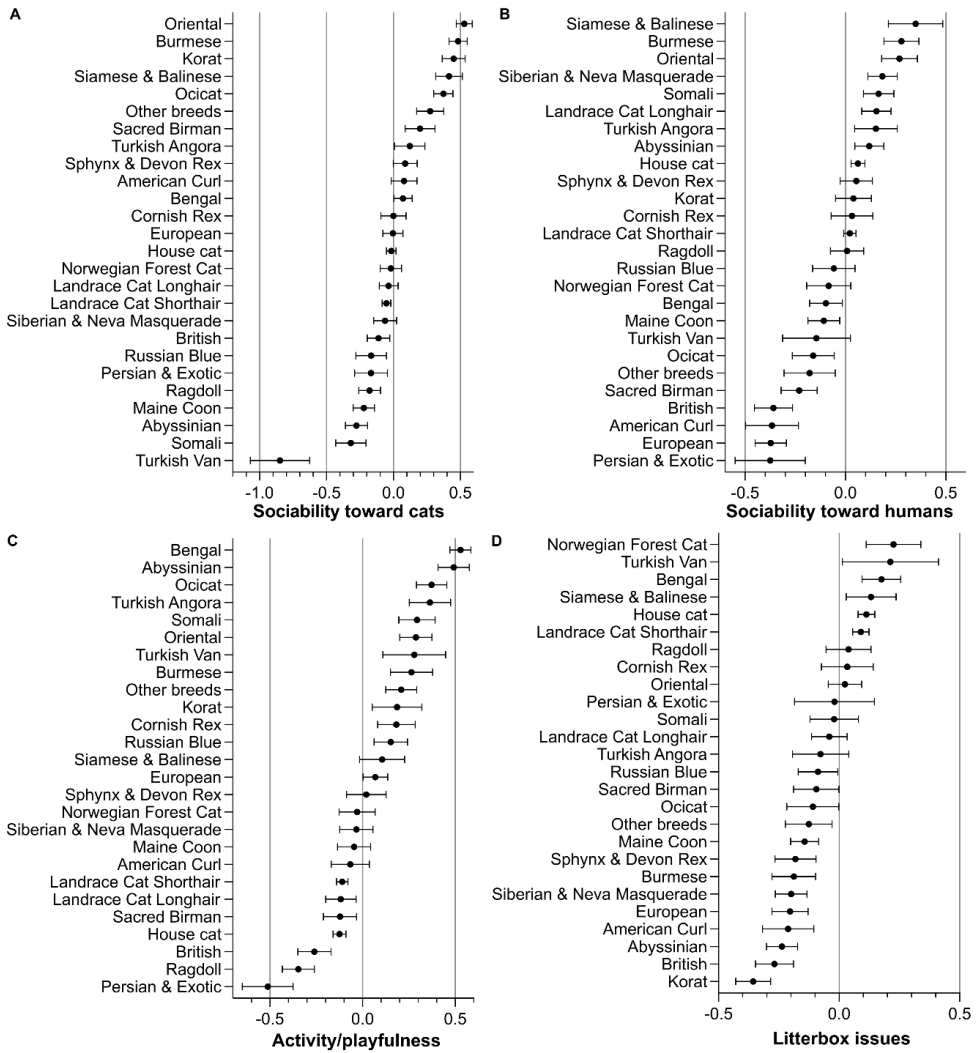 A
Oriental
Burmese
Korat
Siamese & Balinese
Ocicat
Other breeds
Sacred Birman
Turkish Angora
Sphynx & Devon Rex
American Curl
Bengal
Cornish Rex
European
House cat
Norwegian Forest Cat
Landrace Cat Longhair
Landrace Cat Shorthair
Siberian & Neva Masquerade
British
Russian Blue
Persian & Exotic
Ragdoll
Maine Coon
Abyssinian
Somali
Turkish Van
-1.0 -0.5 0.0 0.5
Sociability toward cats
B
Siamese & Balinese
Burmese
Oriental
Siberian & Neva Masquerade
Somali
Landrace Cat Longhair
Turkish Angora
Abyssinian
House cat
Sphynx & Devon Rex
Korat
Cornish Rex
Landrace Cat Shorthair
Ragdoll
Russian Blue
Norwegian Forest Cat
Bengal
Maine Coon
Turkish Van
Ocicat
Other breeds
Sacred Birman
British
American Curl
European
Persian & Exotic
-0.5 0.0 0.5
Sociability toward humans
C
Bengal
Abyssinian
Ocicat
Turkish Angora
Somali
Oriental
Turkish Van
Burmese
Other breeds
Korat
Cornish Rex
Russian Blue
Siamese & Balinese
European
Sphynx & Devon Rex
Norwegian Forest Cat
Siberian & Neva Masquerade
Maine Coon
American Curl
Landrace Cat Shorthair
Landrace Cat Longhair
Sacred Birman
House cat
British
Ragdoll
Persian & Exotic
-0.5 0.0 0.5
Activity/playfulness
D
Norwegian Forest Cat
Turkish Van
Bengal
Siamese & Balinese
House cat
Landrace Cat Shorthair
Ragdoll
Cornish Rex
Oriental
Persian & Exotic
Somali
Landrace Cat Longhair
Turkish Angora
Russian Blue
Sacred Birman
Ocicat
Other breeds
Maine Coon
Sphynx & Devon Rex
Burmese
Siberian & Neva Masquerade
European
American Curl
Abyssinian
British
Korat
-0.5 0.0 0.5
Litterbox issues